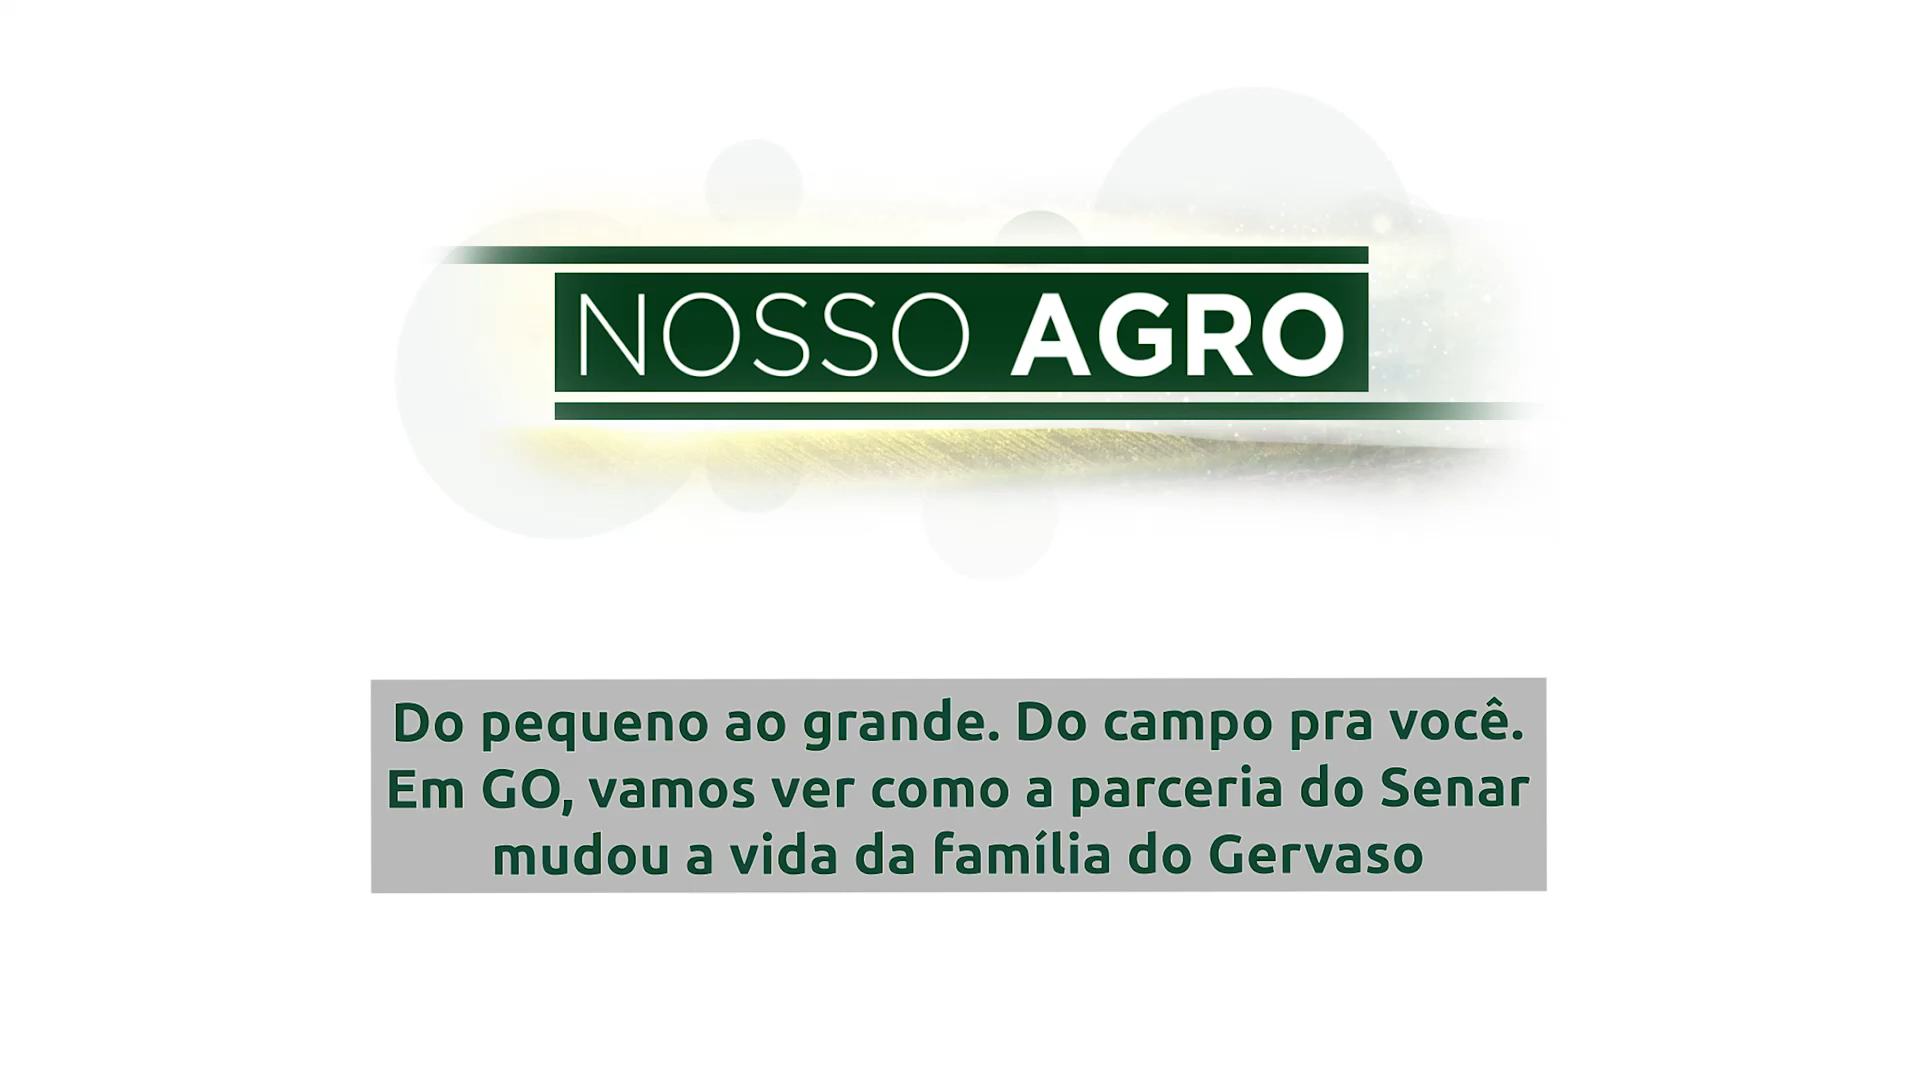 NOSSO AGRO
Do pequeno ao grande. Do campo pra você.
Em GO, vamos ver como a parceria do Senar
mudou a vida da família do Gervaso